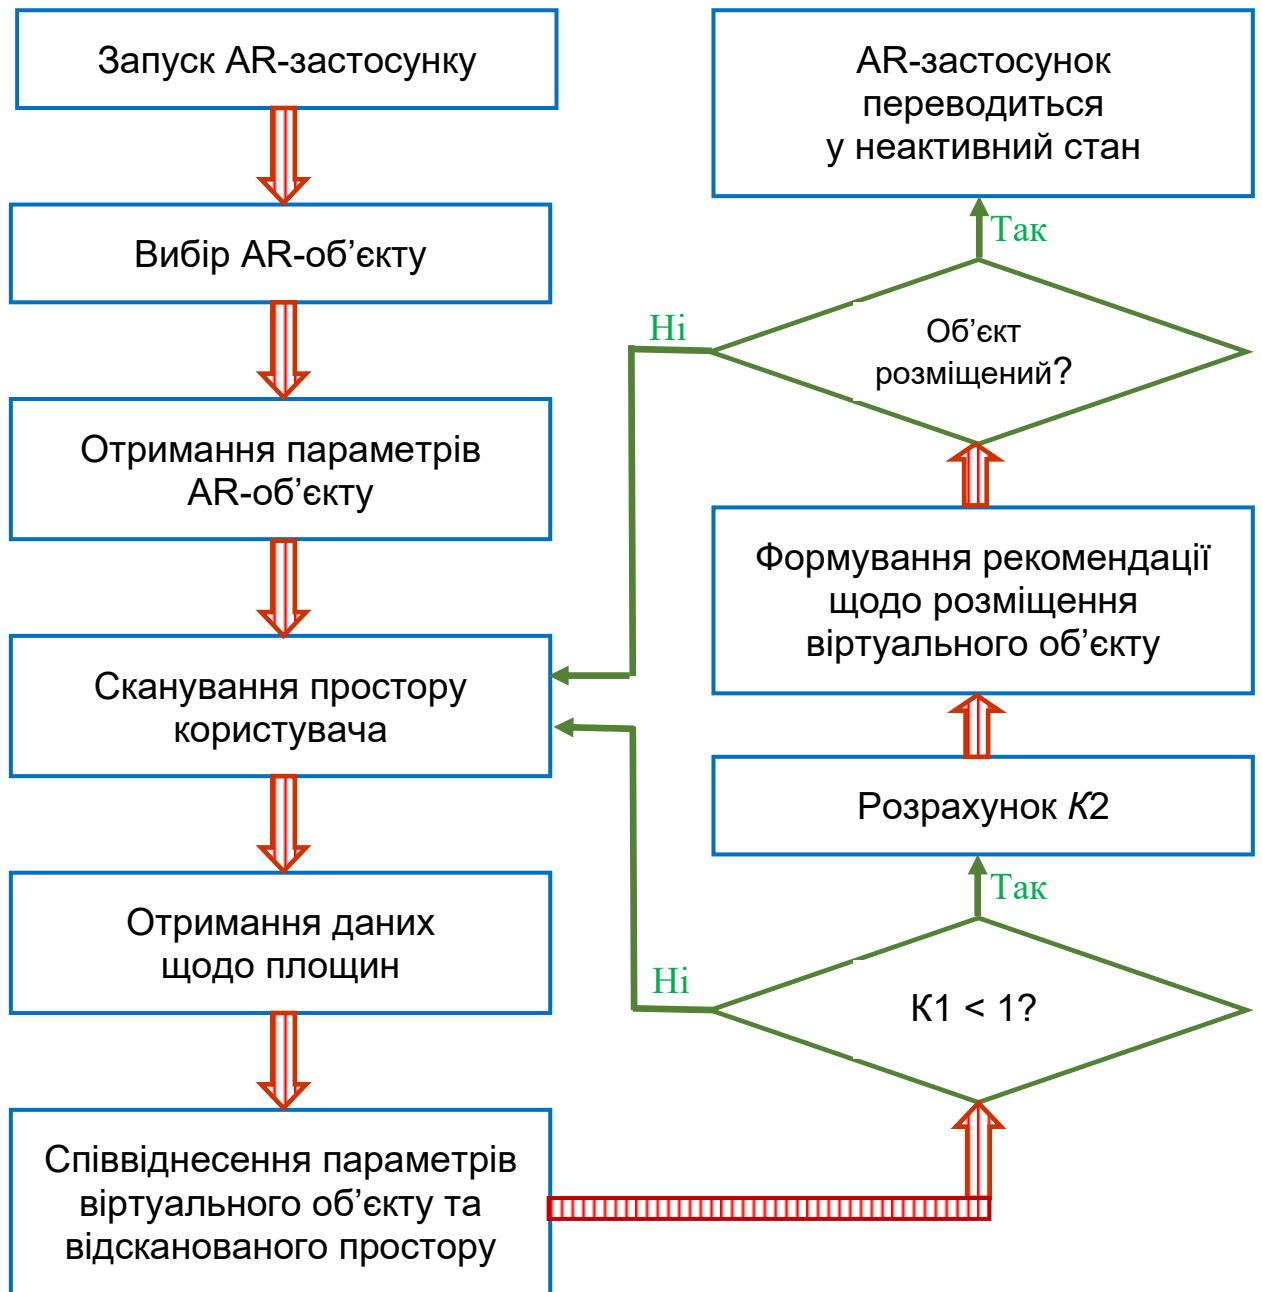 Запуск AR-застосунку
Вибір AR-об’єкту
Отримання параметрів
AR-об’єкту
Сканування простору
користувача
Отримання даних
щодо площин
Співвіднесення параметрів
віртуального об’єкту та
відсканованого простору
К1 < 1?
Ні
Так
Розрахунок К2
Формування рекомендації
щодо розміщення
віртуального об’єкту
Об’єкт
розміщений?
Ні
Так
AR-застосунок
переводиться
у неактивний стан